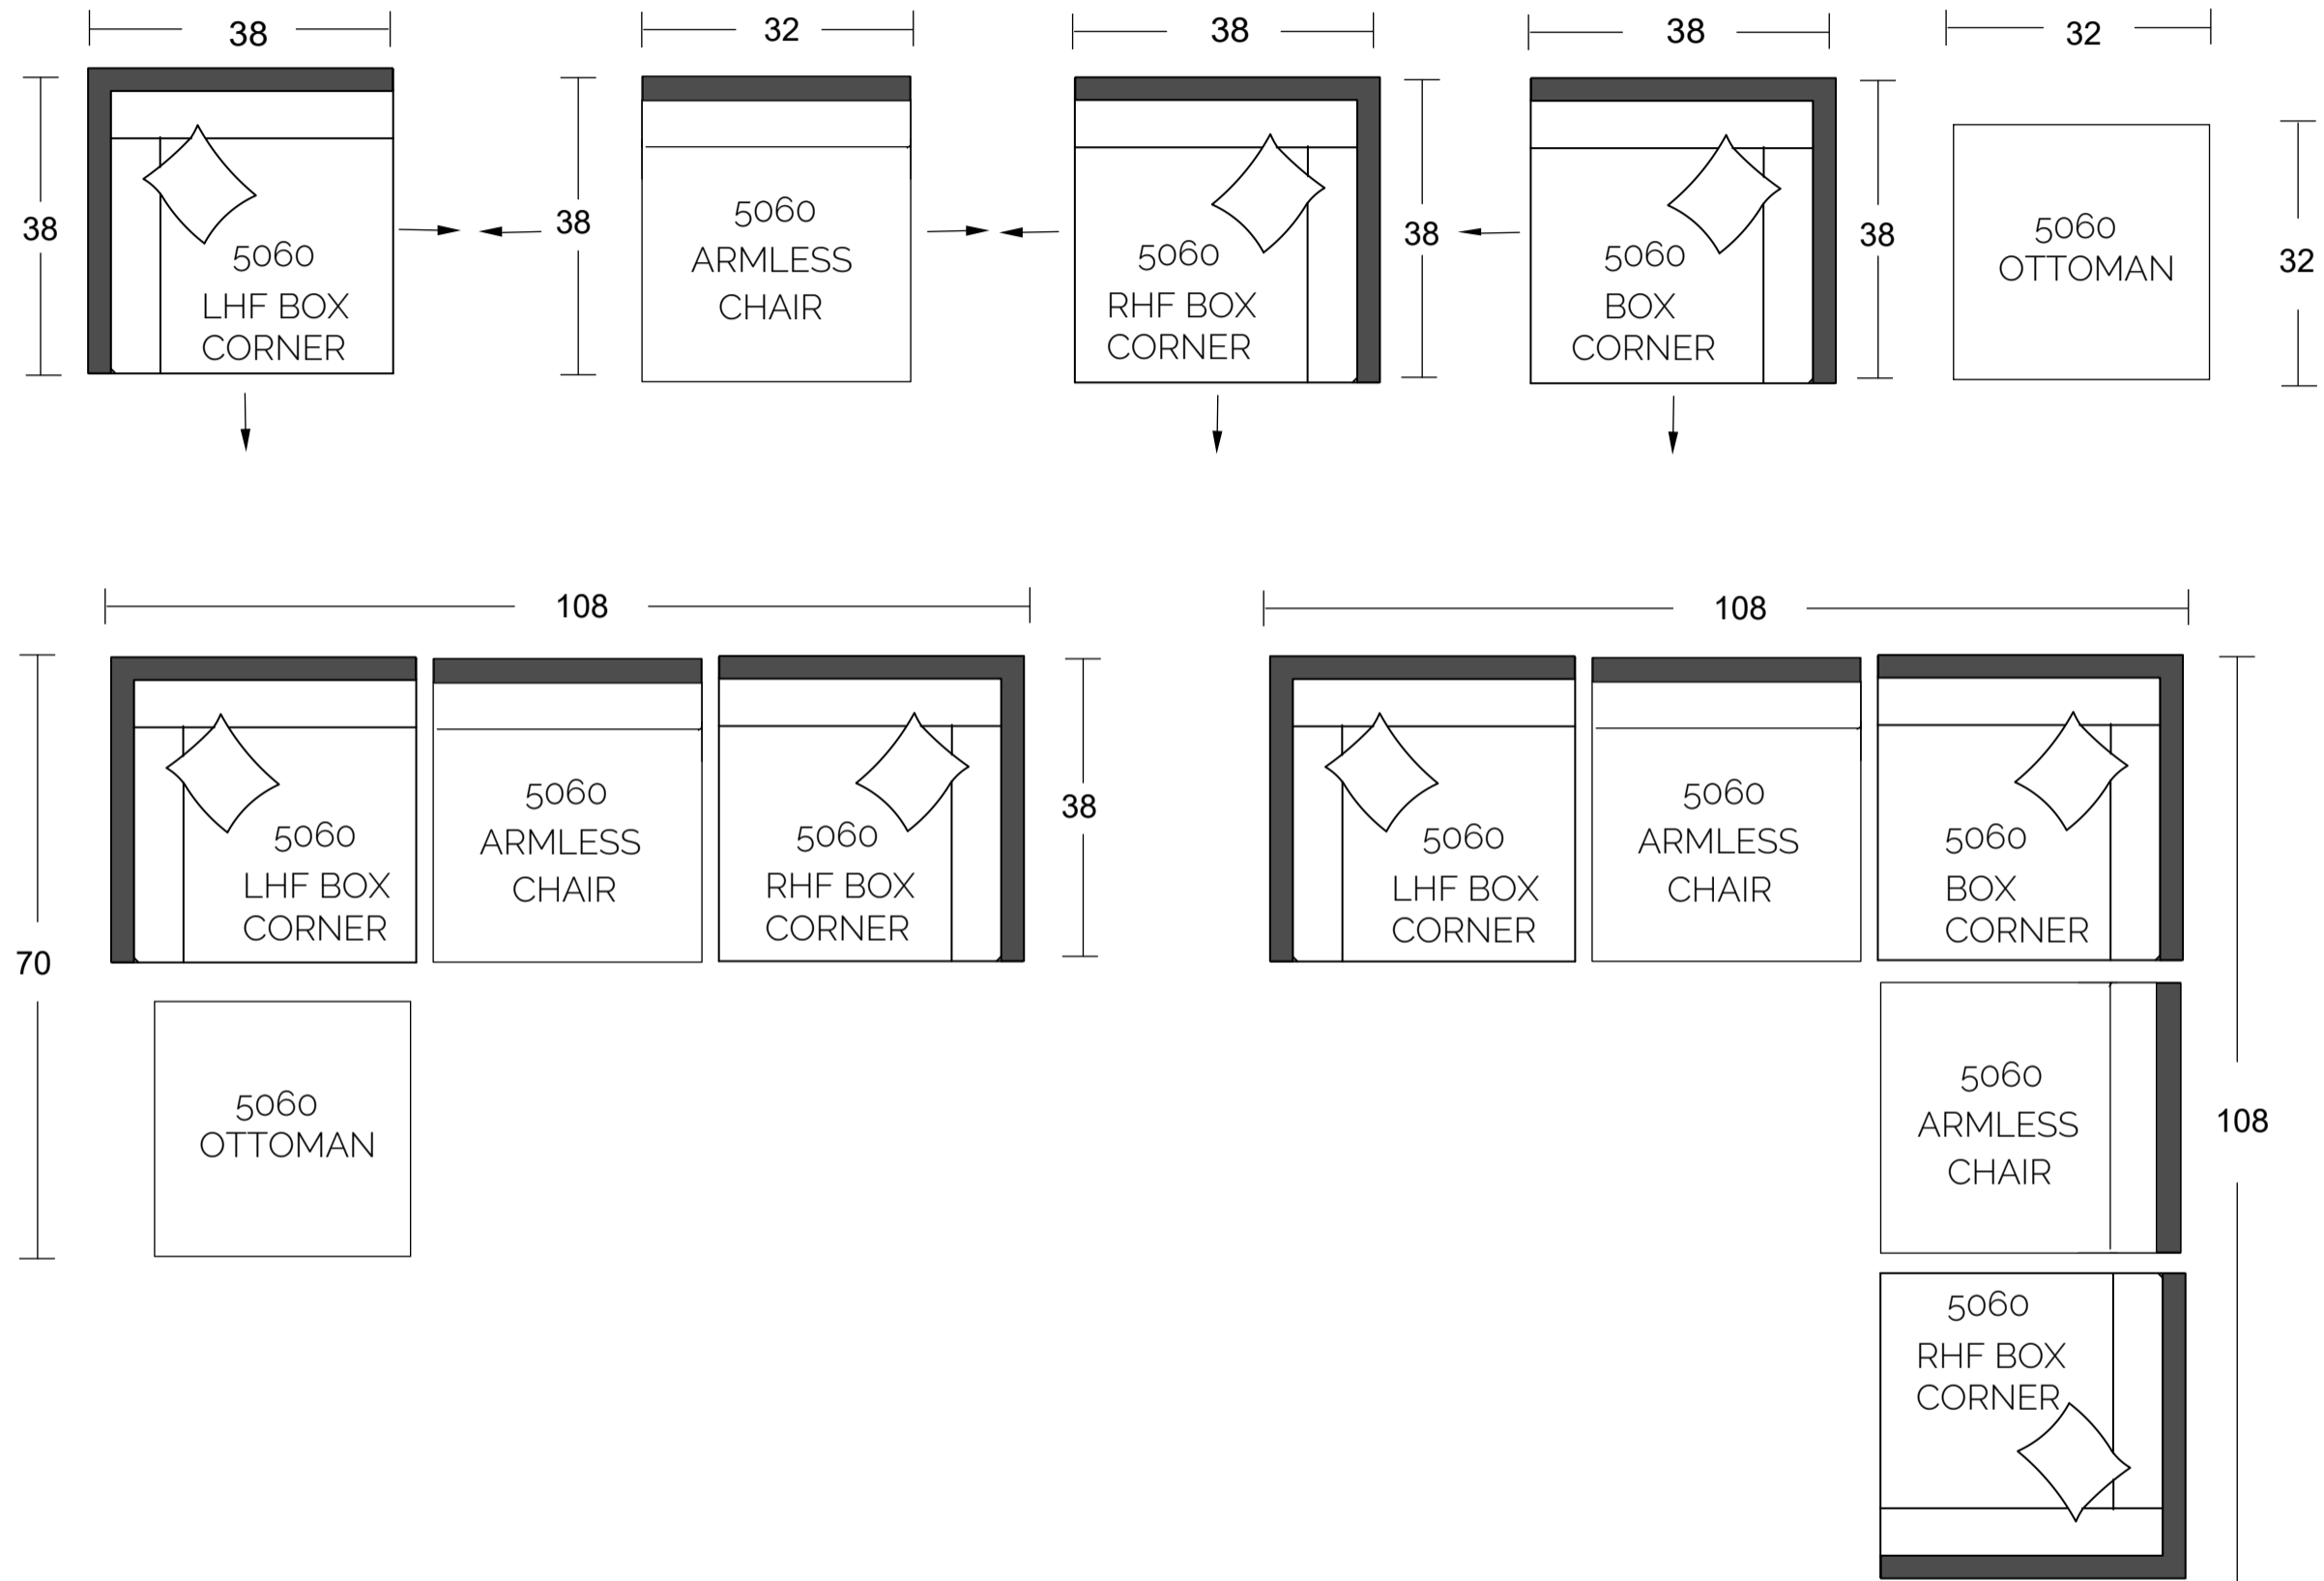 38
32
38
38
32
38
5060
LHF BOX
CORNER
38
5060
ARMLESS
CHAIR
5060
RHF BOX
CORNER
38
5060
BOX
CORNER
38
5060
OTTOMAN
32
108
108
70
5060
LHF BOX
CORNER
5060
ARMLESS
CHAIR
5060
RHF BOX
CORNER
38
5060
OTTOMAN
5060
LHF BOX
CORNER
5060
ARMLESS
CHAIR
5060
BOX
CORNER
5060
ARMLESS
CHAIR
108
5060
RHF BOX
CORNER